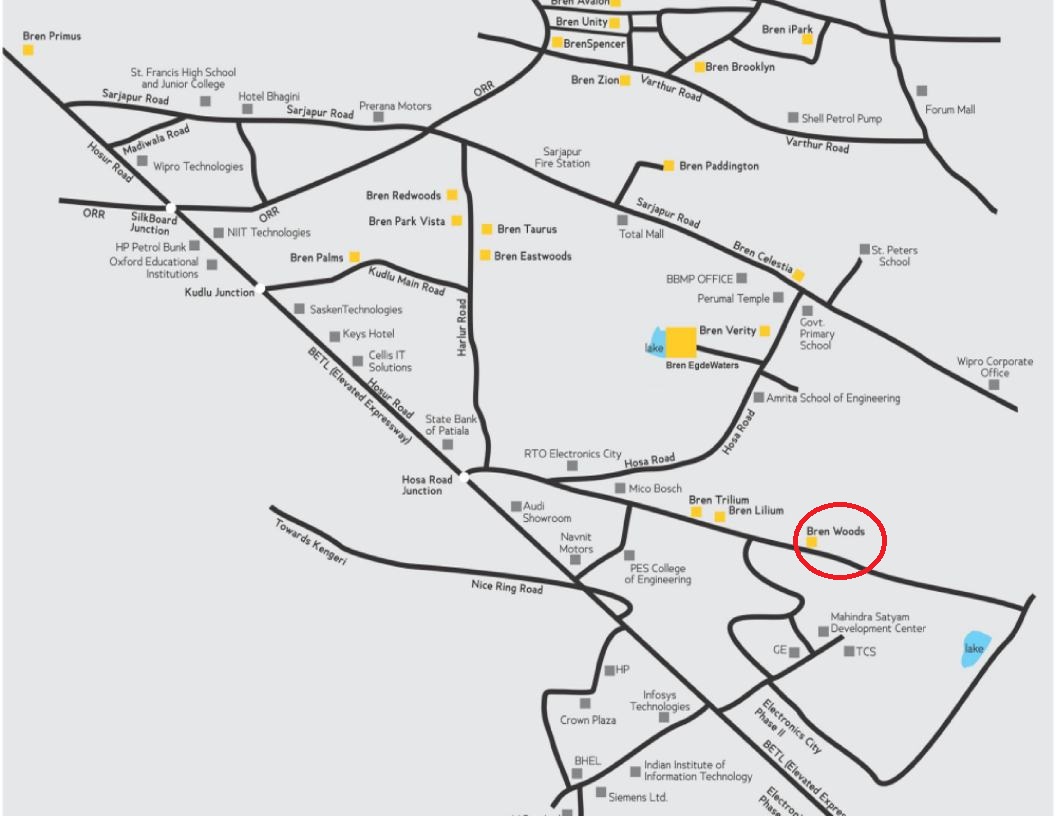 Bren Avalon
Bren Unity
Bren iPark
Bren Primus
BrenSpencer
Bren Brooklyn
Bren Zion
Varthur Road
St. Francis High School
and Junior College
ORR
Forum Mall
Sarjapur Road
Hotel Bhagini
Sarjapur Road
Prerana Motors
Shell Petrol Pump
Varthur Road
Madiwala Road
Hosur Road
Wipro Technologies
Sarjapur
Fire Station
Bren Paddington
Bren Redwoods
ORR
ORR
SilkBoard
Junction
Bren Park Vista
Sarjapur Road
Total Mall
NIIT Technologies
Bren Taurus
HP Petrol Bunk
Oxford Educational
Institutions
Bren Palms
Bren Eastwoods
Bren Celestia
St. Peters
School
Kudlu Main Road
BBMP OFFICE
Kudlu Junction
Perumal Temple
SaskenTechnologies
Harlur Road
Govt.
Primary
School
Keys Hotel
Bren Verity
lake
Bren EgdeWaters
Cellis IT
Solutions
Wipro Corporate
Office
BETL (Elevated Expressway)
Hosur Road
Amrita School of Engineering
State Bank
of Patiala
Hosa Road
RTO Electronics City
Hosa Road
Hosa Road
Junction
Mico Bosch
Bren Trilium
Bren Lilium
Audi
Showroom
Bren Woods
Towards Kengeri
Navnit
Motors
PES College
of Engineering
Nice Ring Road
Mahindra Satyam
Development Center
GE
TCS
lake
HP
Infosys
Technologies
Crown Plaza
Electronics City
Phase II
BHEL
Indian Institute of
Information Technology
BETL (Elevated Expre
Siemens Ltd.
Electron
Phase